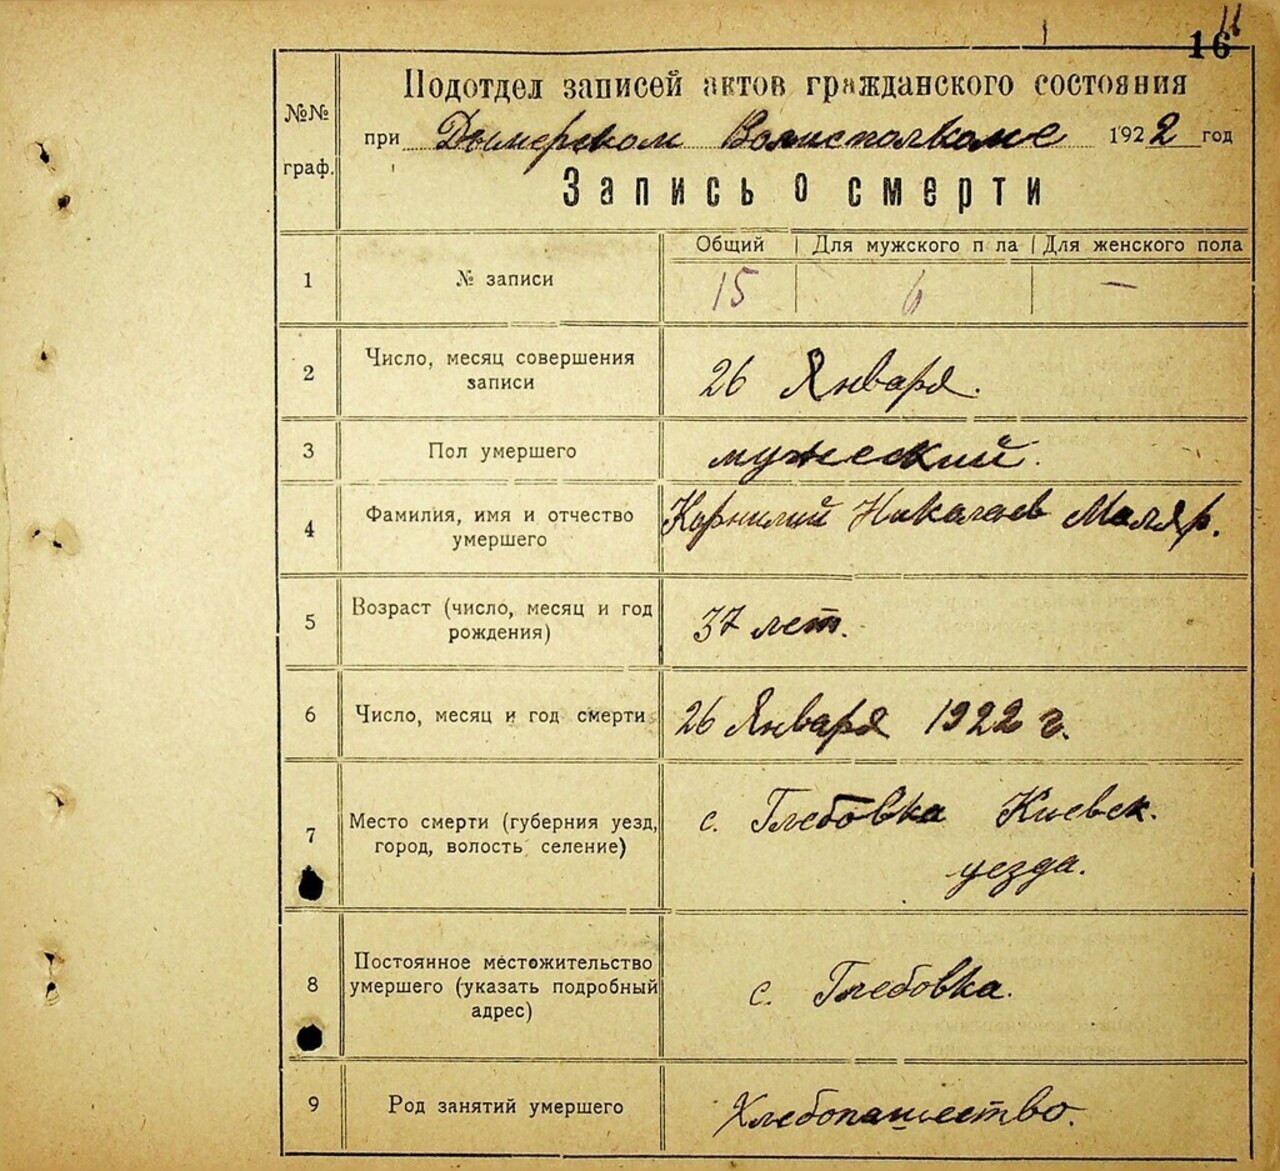 16
№№ граф.
Подотдел записей актов гражданского состояния
при Дымерском Волисполкоме 1922 год
Запись о смерти
Общий Для мужского п ла Для женского пола
1 № записи 15 6 —
2 Число, месяц совершения
записи
26 Января.
3 Пол умершего мужеский.
4 Фамилия, имя и отчество
умершего
Корнилий Николаев Маляр.
5 Возраст (число, месяц и год
рождения)
37 лет.
6 Число, месяц и год смерти 26 Января 1922 г.
7 Место смерти (губерния уезд,
город, волость селение)
с. Глебовка Киевск.
уезда.
8 Постоянное местожительство
умершего (указать подробный
адрес)
с. Глебовка.
9 Род занятий умершего Хлебопашество.